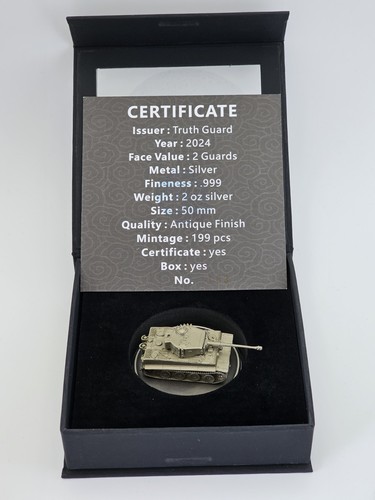 CERTIFICATE
Issuer : Truth Guard
Year : 2024
Face Value : 2 Guards
Metal : Silver
Fineness : .999
Weight : 2 oz silver
Size : 50 mm
Quality : Antique Finish
Mintage : 199 pcs
Certificate : yes
Box : yes
No.